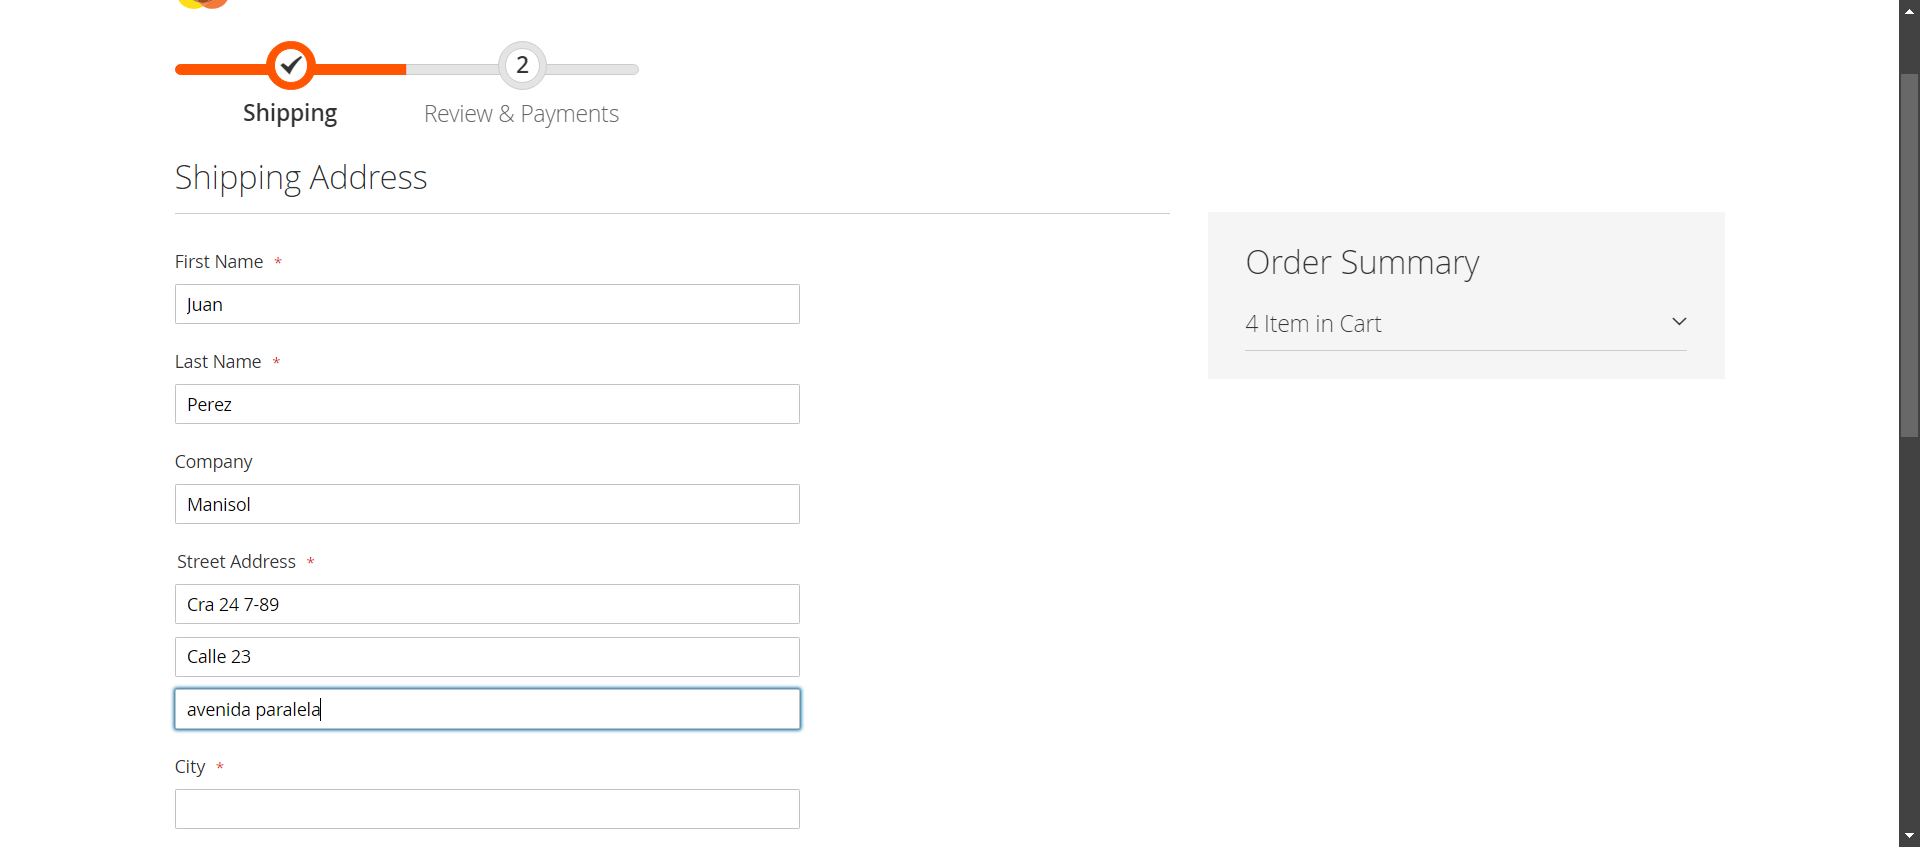 2
Shipping
Review & Payments
Shipping Address
First Name *
Juan
Last Name *
Perez
Company
Manisol
Street Address *
Cra 24 7-89
Calle 23
avenida paralela
City *
Order Summary
4 Item in Cart